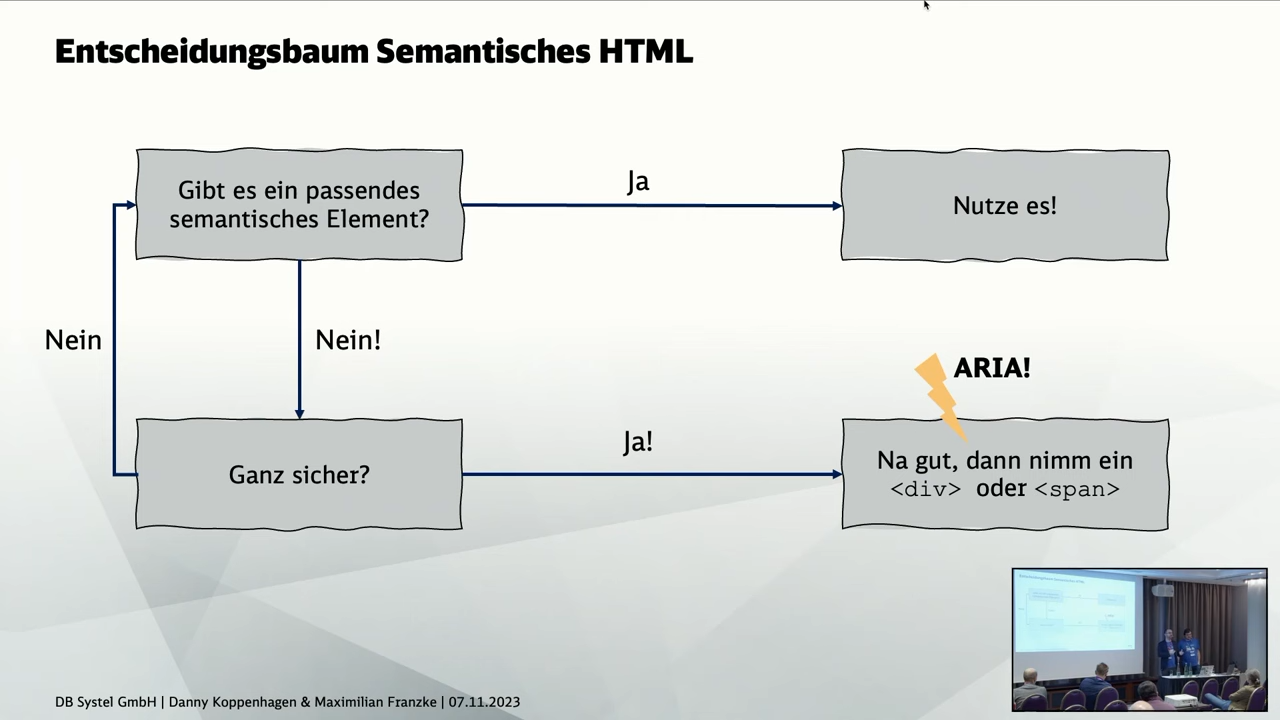 Entscheidungsbaum Semantisches HTML
Gibt es ein passendes
semantisches Element?
Ja
Nutze es!
Nein
Nein!
ARIA!
Ganz sicher?
Ja!
Na gut, dann nimm ein
<div> oder <span>
DB Systel GmbH | Danny Koppenhagen & Maximilian Franzke | 07.11.2023